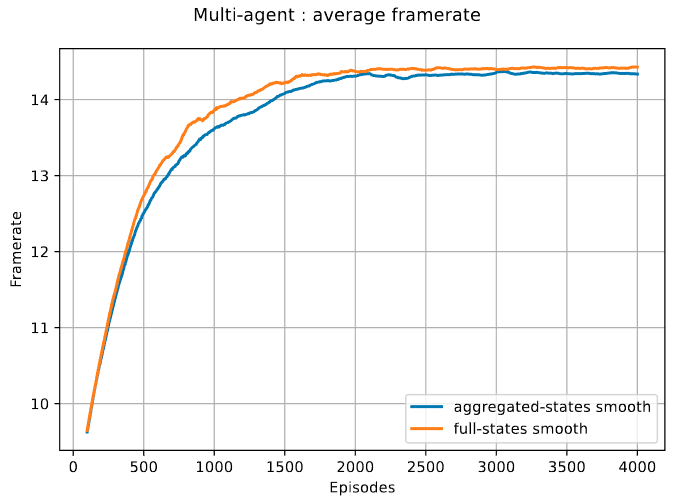 Multi-agent : average framerate
Framerate
14
13
12
11
10
0 500 1000 1500 2000 2500 3000 3500 4000
Episodes
aggregated-states smooth
full-states smooth